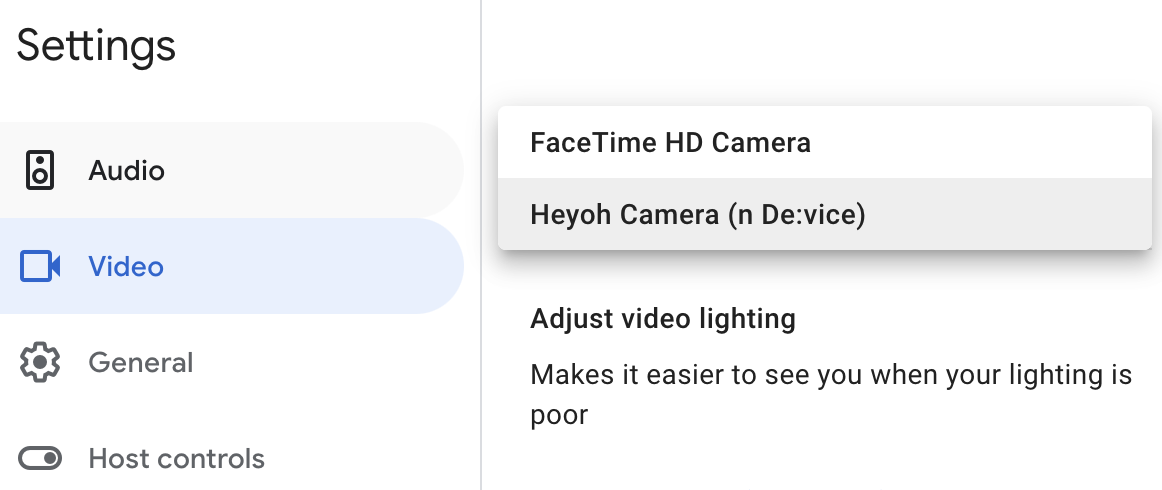 Settings
Audio
Video
General
Host controls
FaceTime HD Camera
Heyoh Camera (n De:vice)
Adjust video lighting
Makes it easier to see you when your lighting is
poor